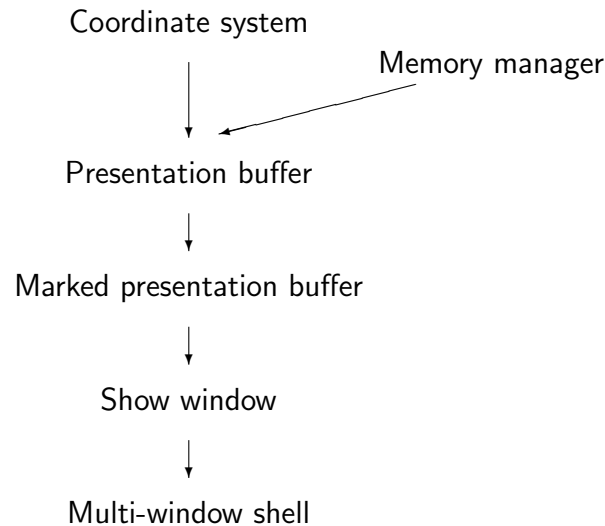 Coordinate system
Memory manager
Presentation buffer
Marked presentation buffer
Show window
Multi-window shell